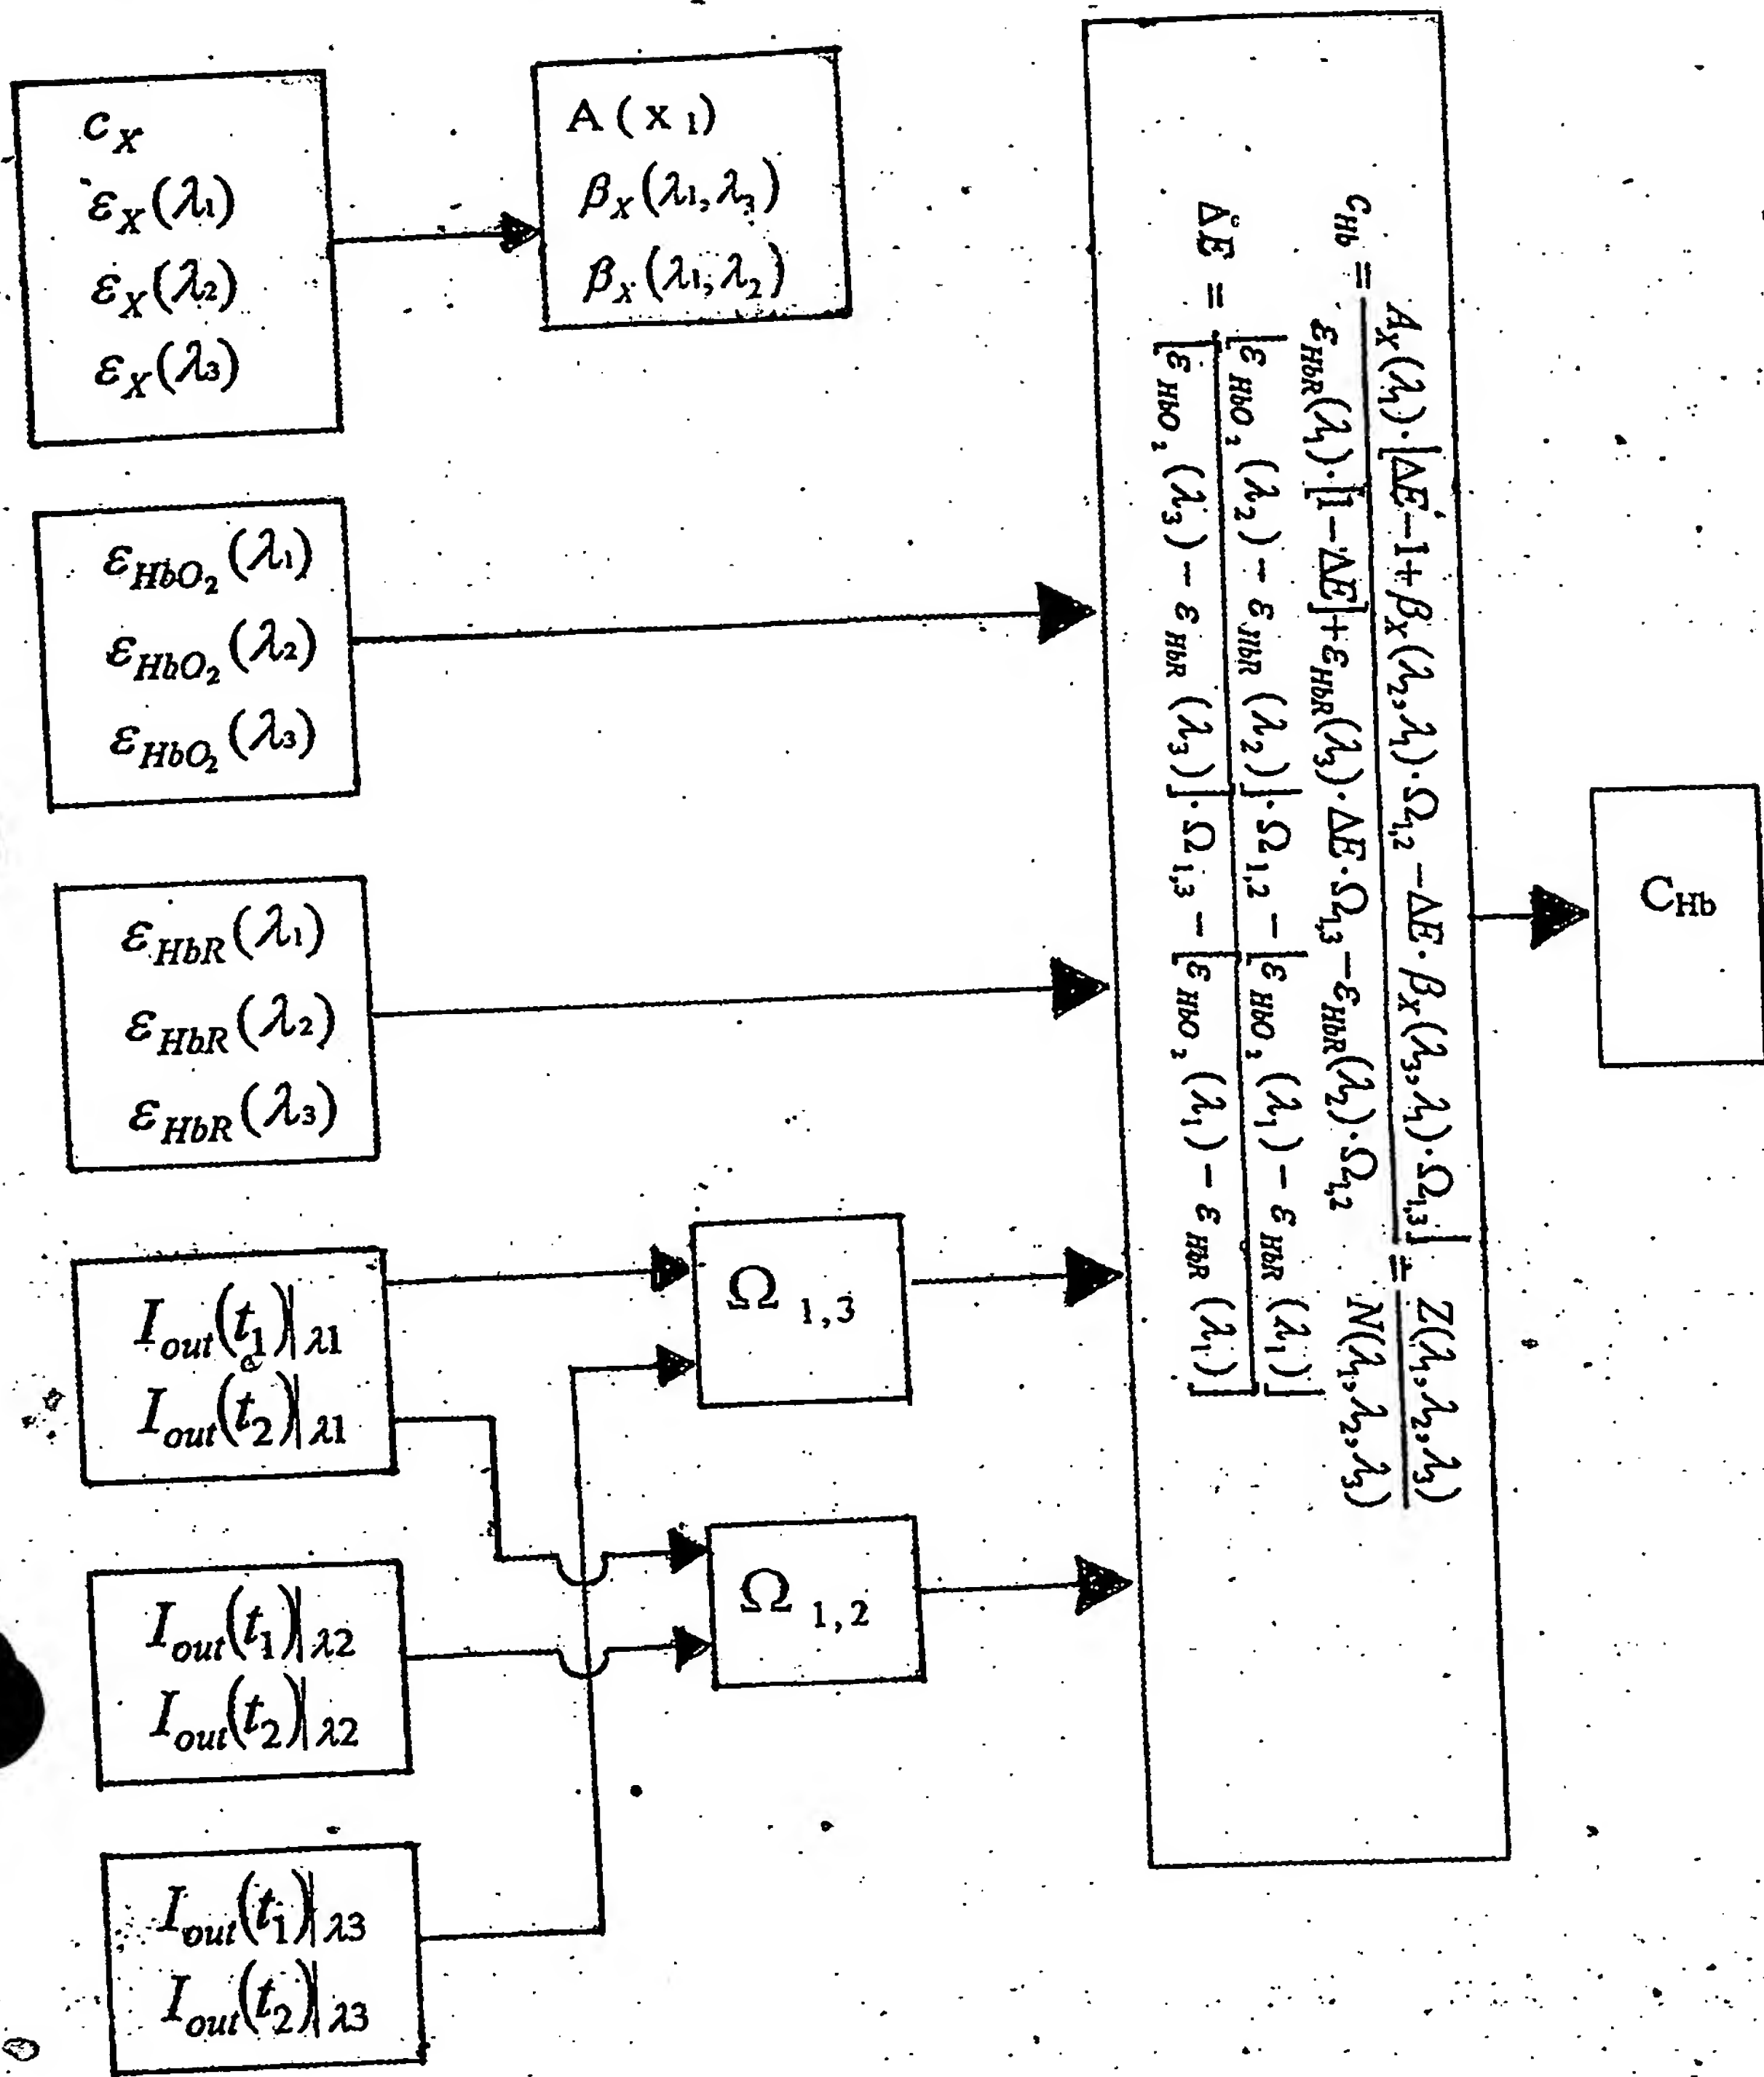 c_X
ε_X(λ₁)
ε_X(λ₂)
ε_X(λ₃)
A ( x ₁)
β_X(λ₁, λ₃)
β_X(λ₁, λ₂)
ε_HbO₂(λ₁)
ε_HbO₂(λ₂)
ε_HbO₂(λ₃)
ε_HbR(λ₁)
ε_HbR(λ₂)
ε_HbR(λ₃)
I_out(t₁)|λ1
I_out(t₂)|λ1
I_out(t₁)|λ2
I_out(t₂)|λ2
I_out(t₁)|λ3
I_out(t₂)|λ3
Ω 1,3
Ω 1,2
c_Hb = A_X(λ₁)·[ΔE−1+β_X(λ₂,λ₁)·Ω₁,₂−ΔE·β_X(λ₃,λ₁)·Ω₁,₃] / ε_HbR(λ₁)·[1−ΔE]+ε_HbR(λ₃)·ΔE·Ω₁,₃−ε_HbR(λ₂)·Ω₁,₂ = Z(λ₁,λ₂,λ₃) / N(λ₁,λ₂,λ₃)
ΔE = [ε_HbO₂(λ₂)−ε_HbR(λ₂)]·Ω₁,₂−[ε_HbO₂(λ₁)−ε_HbR(λ₁)] / [ε_HbO₂(λ₃)−ε_HbR(λ₃)]·Ω₁,₃−[ε_HbO₂(λ₁)−ε_HbR(λ₁)]
C_Hb